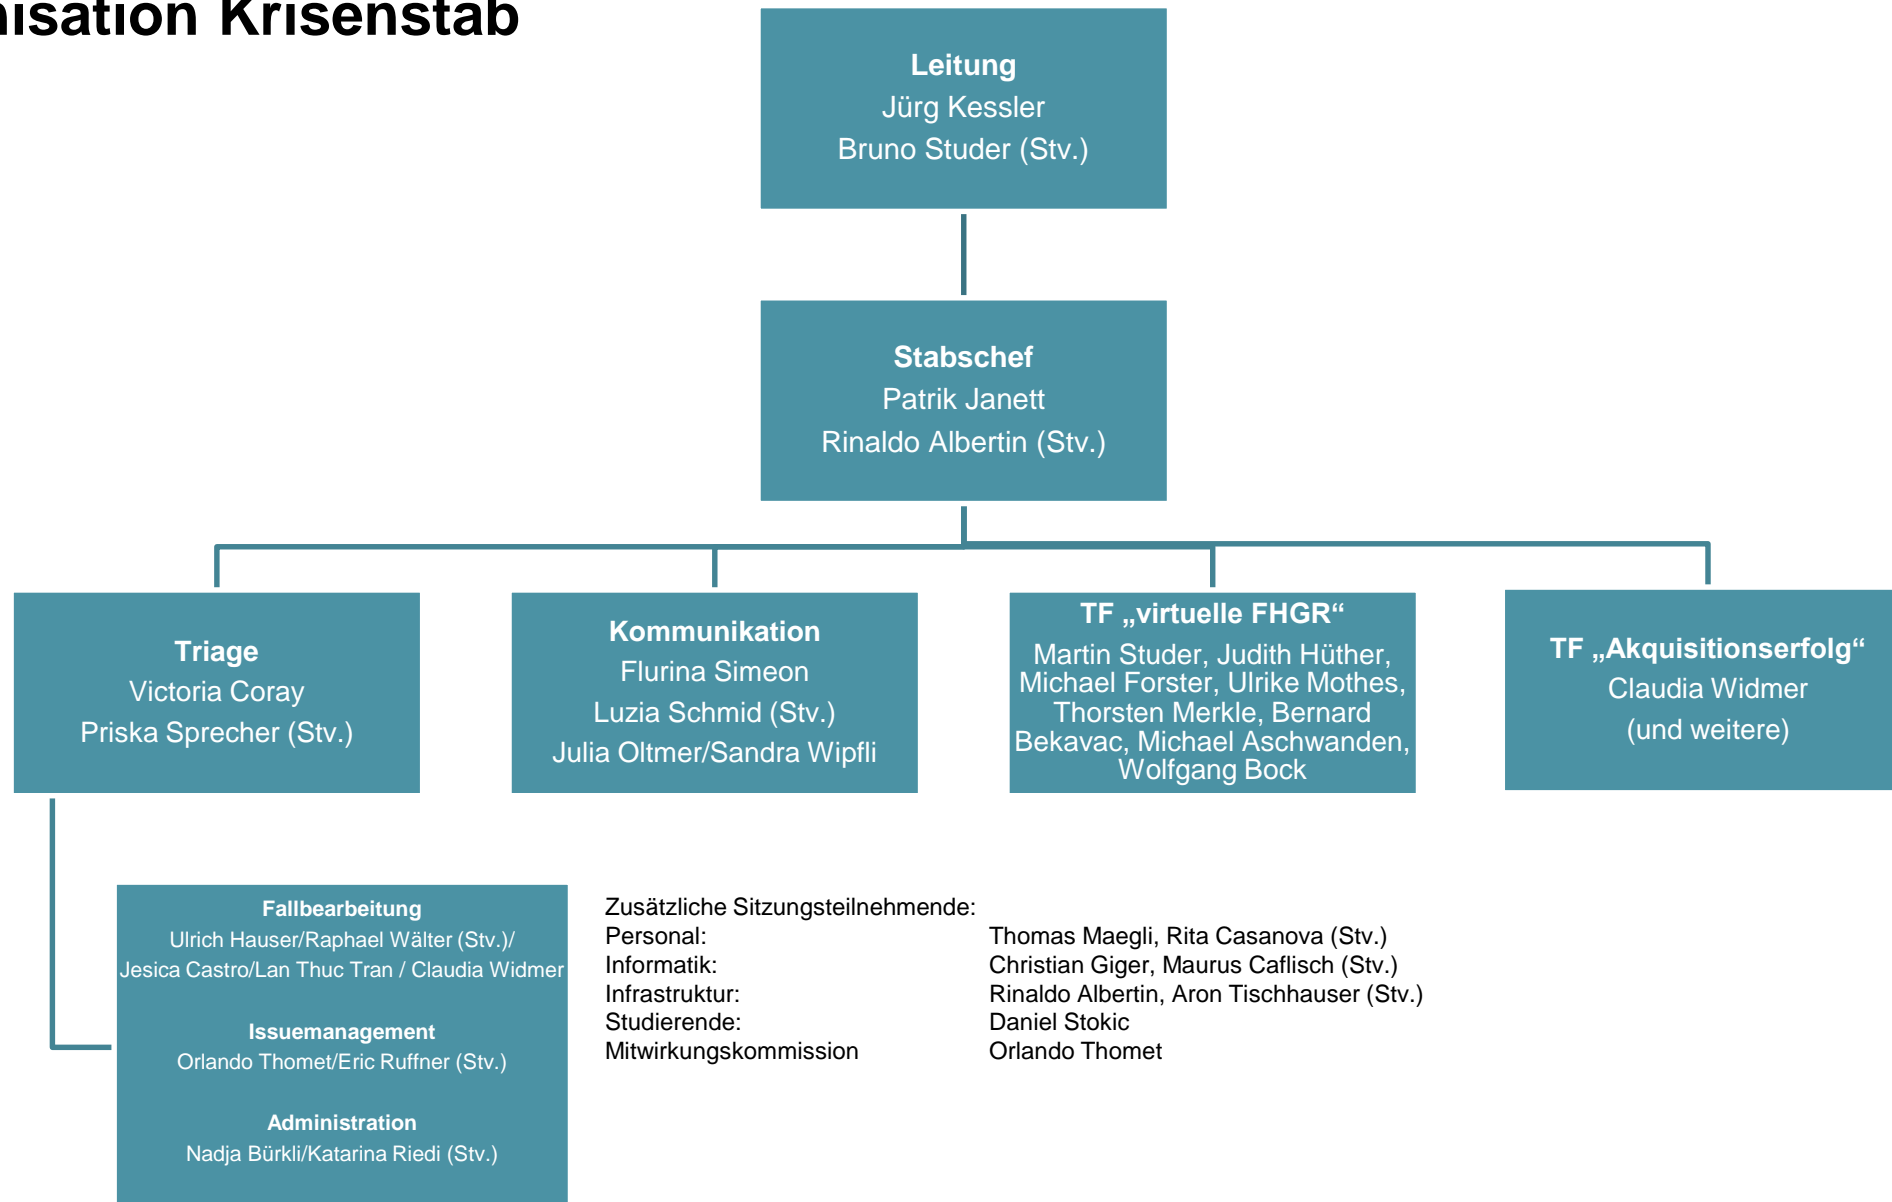 nisation Krisenstab
Leitung
Jürg Kessler
Bruno Studer (Stv.)
Stabschef
Patrik Janett
Rinaldo Albertin (Stv.)
Triage
Victoria Coray
Priska Sprecher (Stv.)
Kommunikation
Flurina Simeon
Luzia Schmid (Stv.)
Julia Oltmer/Sandra Wipfli
TF „virtuelle FHGR“
Martin Studer, Judith Hüther,
Michael Forster, Ulrike Mothes,
Thorsten Merkle, Bernard
Bekavac, Michael Aschwanden,
Wolfgang Bock
TF „Akquisitionserfolg“
Claudia Widmer
(und weitere)
Fallbearbeitung
Ulrich Hauser/Raphael Wälter (Stv.)/
Jesica Castro/Lan Thuc Tran / Claudia Widmer
Issuemanagement
Orlando Thomet/Eric Ruffner (Stv.)
Administration
Nadja Bürkli/Katarina Riedi (Stv.)
Zusätzliche Sitzungsteilnehmende:
Personal: Thomas Maegli, Rita Casanova (Stv.)
Informatik: Christian Giger, Maurus Caflisch (Stv.)
Infrastruktur: Rinaldo Albertin, Aron Tischhauser (Stv.)
Studierende: Daniel Stokic
Mitwirkungskommission Orlando Thomet